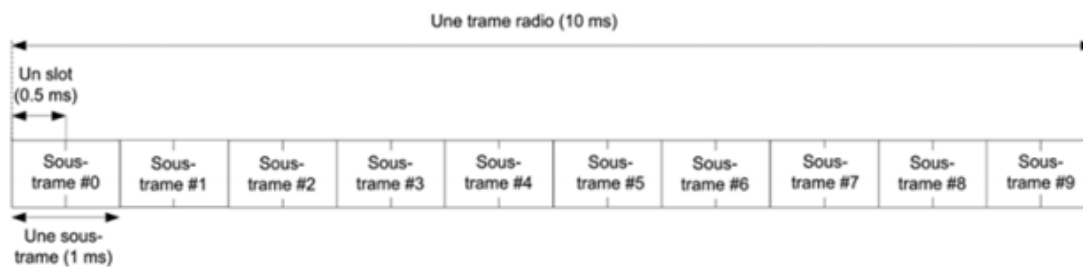 Une trame radio (10 ms)
Un slot
(0.5 ms)
Sous-
trame #0
Sous-
trame #1
Sous-
trame #2
Sous-
trame #3
Sous-
trame #4
Sous-
trame #5
Sous-
trame #6
Sous-
trame #7
Sous-
trame #8
Sous-
trame #9
Une sous-
trame (1 ms)